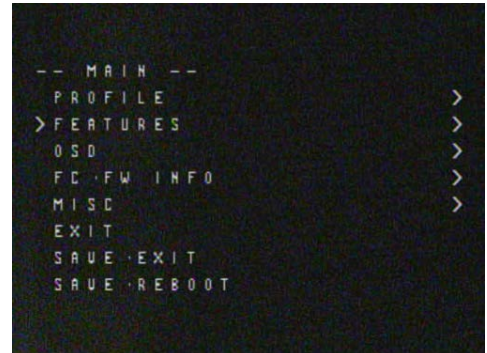 -- MAIN --
PROFILE >
>FEATURES >
OSD >
FC·FW INFO >
MISC >
EXIT
SAVE·EXIT
SAVE·REBOOT